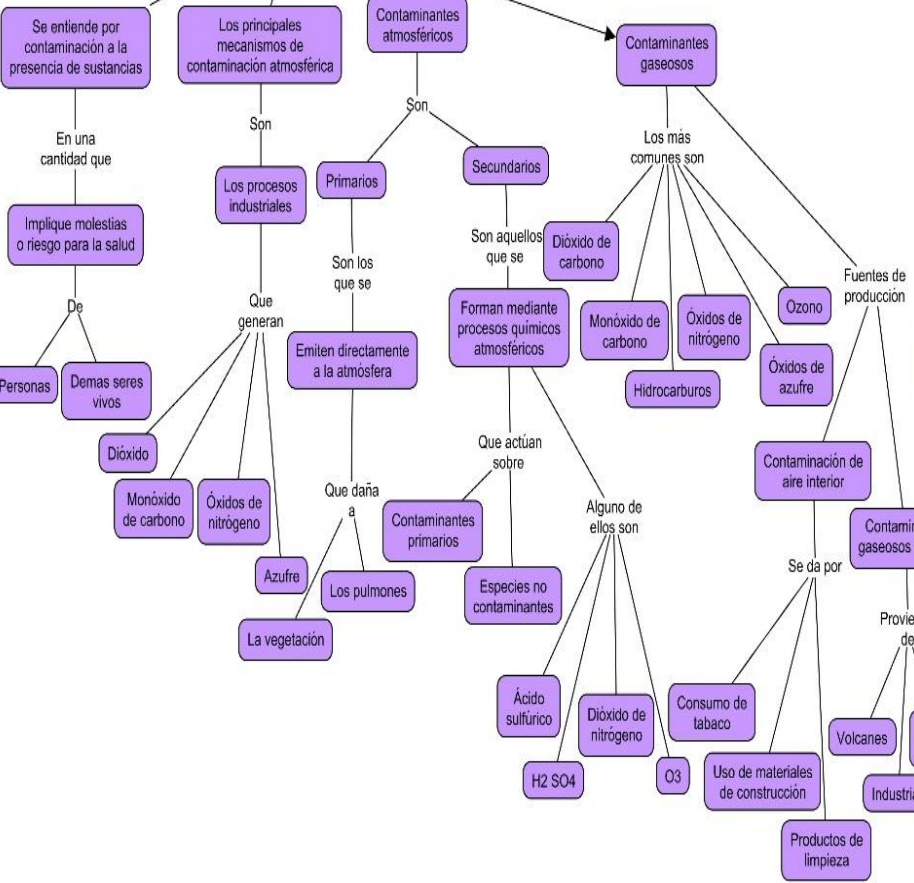 Se entiende por
contaminación a la
presencia de sustancias
En una
cantidad que
Implique molestias
o riesgo para la salud
De
Personas
Demas seres
vivos
Los principales
mecanismos de
contaminación atmosférica
Son
Los procesos
industriales
Que
generan
Dióxido
Monóxido
de carbono
Óxidos de
nitrógeno
Azufre
Contaminantes
atmosféricos
Son
Primarios
Son los
que se
Emiten directamente
a la atmósfera
Que daña
a
La vegetación
Los pulmones
Secundarios
Son aquellos
que se
Forman mediante
procesos químicos
atmosféricos
Que actúan
sobre
Contaminantes
primarios
Especies no
contaminantes
Alguno de
ellos son
Ácido
sulfúrico
H2 SO4
Dióxido de
nitrógeno
O3
Contaminantes
gaseosos
Los más
comunes son
Dióxido de
carbono
Monóxido de
carbono
Hidrocarburos
Óxidos de
nitrógeno
Óxidos de
azufre
Ozono
Fuentes de
producción
Contaminación de
aire interior
Se da por
Consumo de
tabaco
Uso de materiales
de construcción
Productos de
limpieza
gaseosos
de
Volcanes